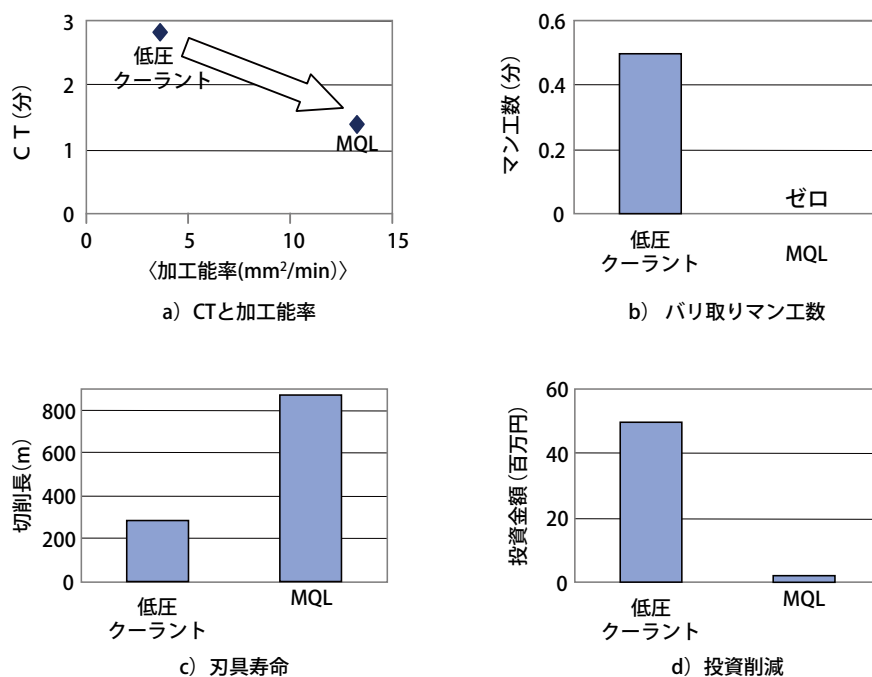 3
2
1
0
CT(分)
低圧
クーラント
MQL
0
5
10
15
〈加工能率(mm²/min)〉
a）CTと加工能率
0.6
0.4
0.2
0
マン工数(分)
ゼロ
低圧
クーラント
MQL
b） バリ取りマン工数
800
600
400
200
0
切削長(m)
低圧
クーラント
MQL
c）刃具寿命
60
40
20
0
投資金額(百万円)
低圧
クーラント
MQL
d）投資削減